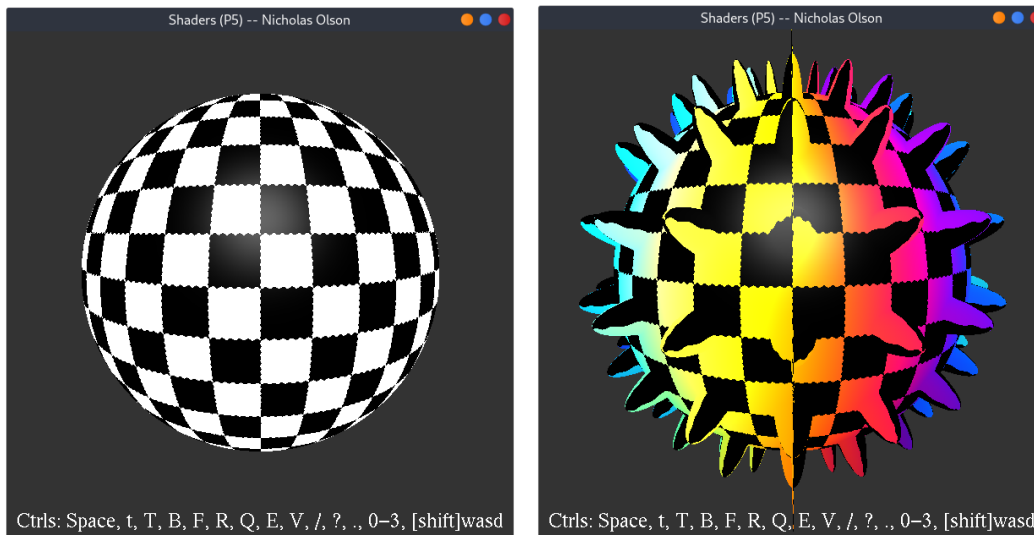 Shaders (P5) -- Nicholas Olson
Ctrls: Space, t, T, B, F, R, Q, E, V, /, ?, ., 0−3, [shift]wasd
Shaders (P5) -- Nicholas Olson
Ctrls: Space, t, T, B, F, R, Q, E, V, /, ?, ., 0−3, [shift]wasd